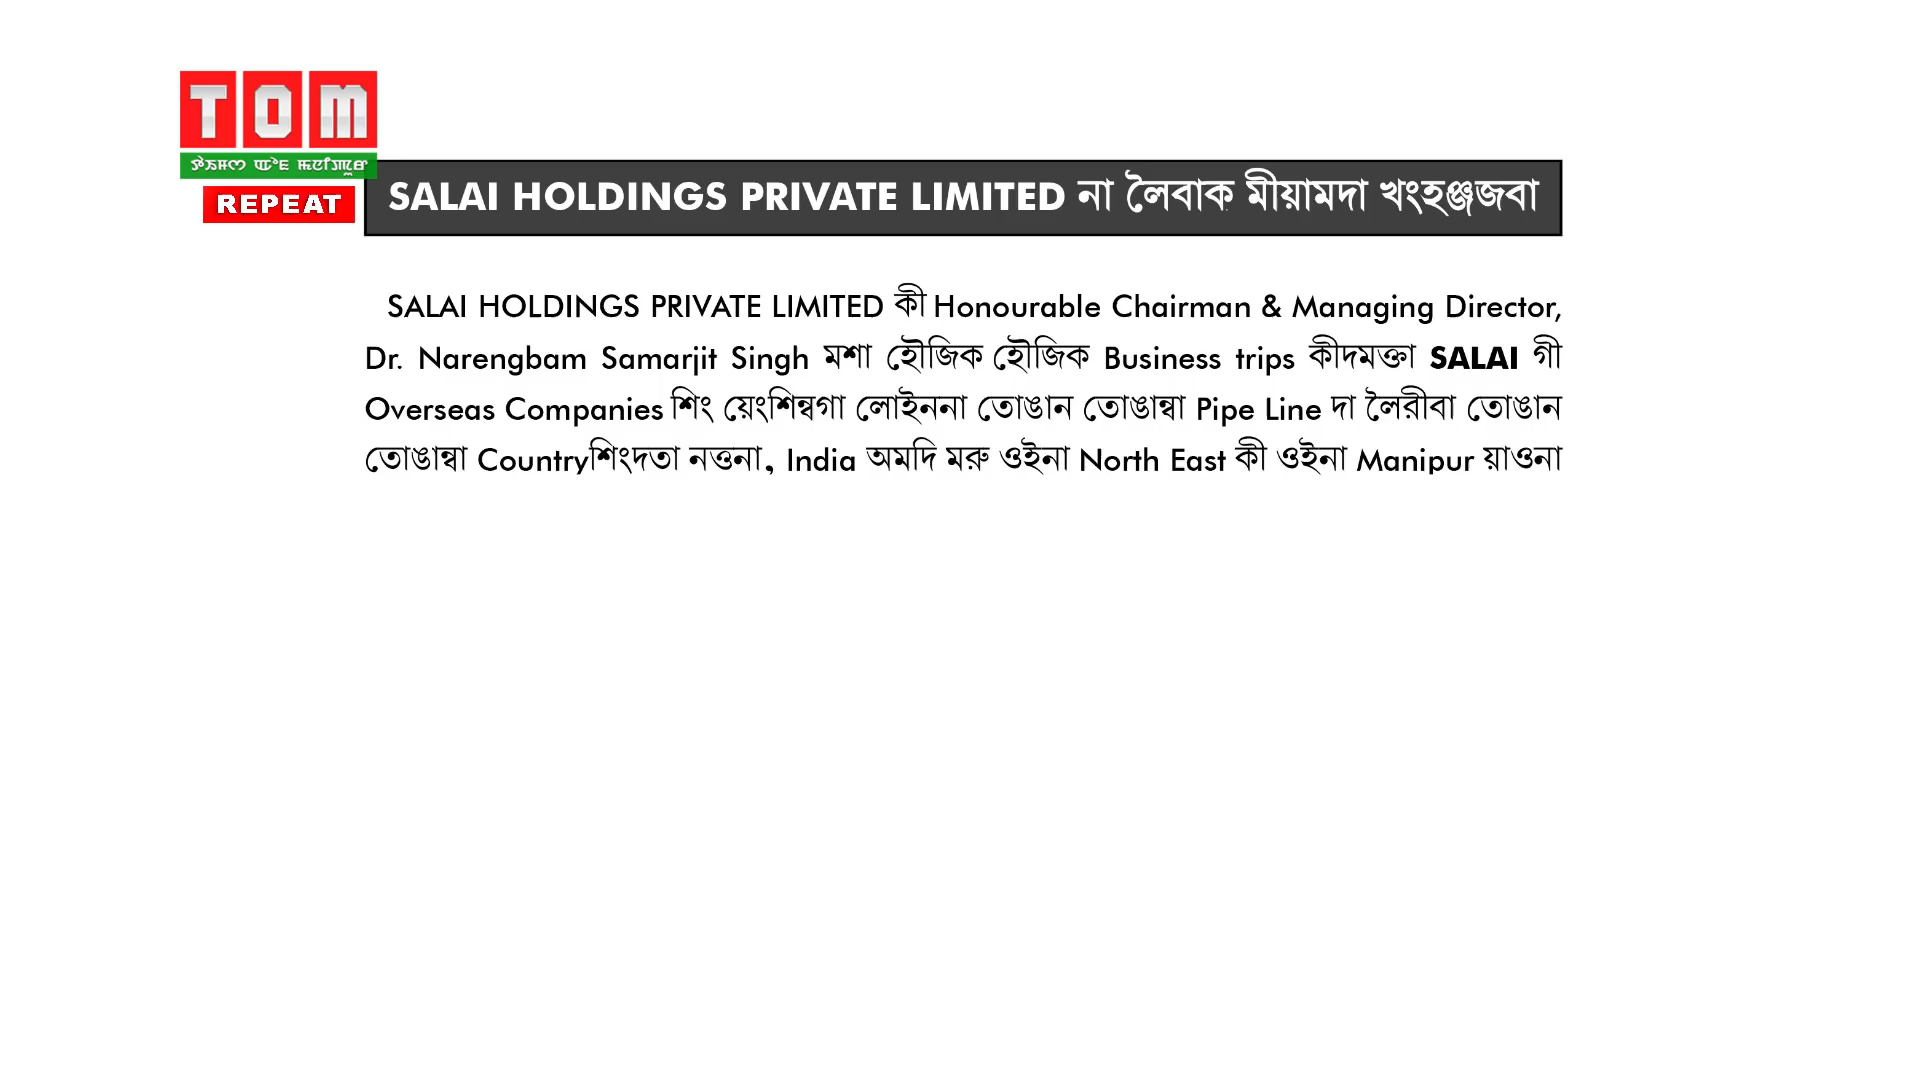 TOM
REPEAT
SALAI HOLDINGS PRIVATE LIMITED না লৈবাক মীয়ামদা খংহঞ্জজবা
SALAI HOLDINGS PRIVATE LIMITED কী Honourable Chairman & Managing Director,
Dr. Narengbam Samarjit Singh মশা হৌজিক হৌজিক Business trips কীদমক্তা SALAI গী
Overseas Companies শিং য়েংশিন্বগা লোইননা তোঙান তোঙান্বা Pipe Line দা লৈরীবা তোঙান
তোঙান্বা Countryশিংদতা নত্তনা, India অমদি মরু ওইনা North East কী ওইনা Manipur য়াওনা